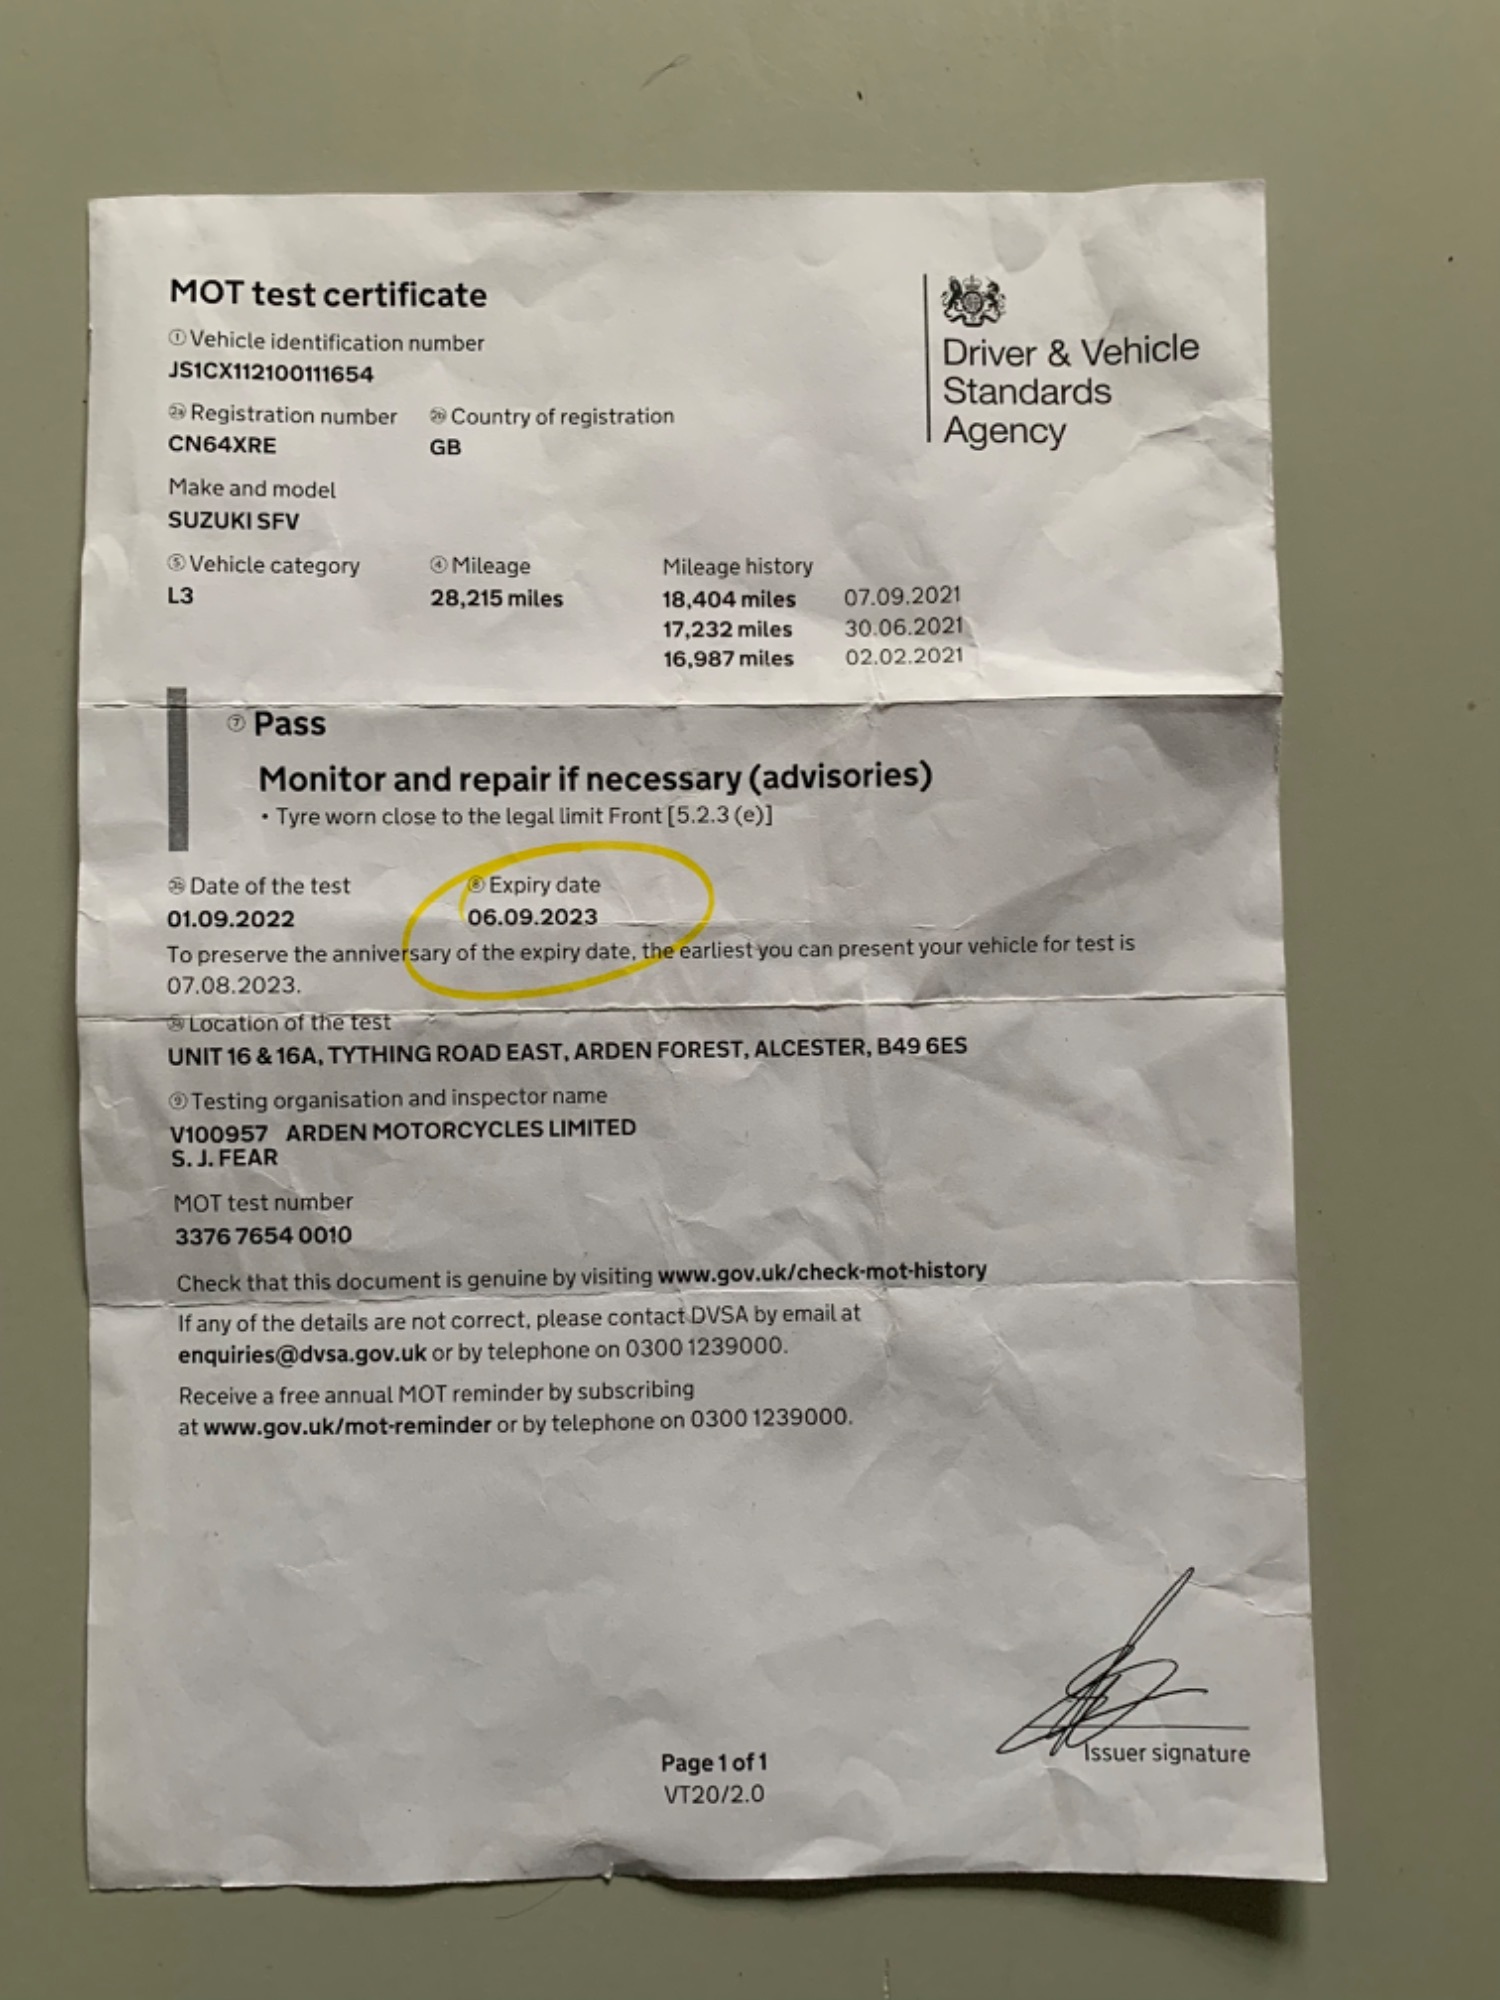 MOT test certificate
① Vehicle identification number
JS1CX112100111654
Driver & Vehicle
Standards
Agency
2a Registration number 2b Country of registration
CN64XRE GB
Make and model
SUZUKI SFV
⑤ Vehicle category ④ Mileage Mileage history
L3 28,215 miles 18,404 miles 07.09.2021
17,232 miles 30.06.2021
16,987 miles 02.02.2021
⑦ Pass
Monitor and repair if necessary (advisories)
• Tyre worn close to the legal limit Front [5.2.3 (e)]
Date of the test ⑧ Expiry date
01.09.2022 06.09.2023
To preserve the anniversary of the expiry date, the earliest you can present your vehicle for test is
07.08.2023.
Location of the test
UNIT 16 & 16A, TYTHING ROAD EAST, ARDEN FOREST, ALCESTER, B49 6ES
⑨ Testing organisation and inspector name
V100957 ARDEN MOTORCYCLES LIMITED
S. J. FEAR
MOT test number
3376 7654 0010
Check that this document is genuine by visiting www.gov.uk/check-mot-history
If any of the details are not correct, please contact DVSA by email at
enquiries@dvsa.gov.uk or by telephone on 0300 1239000.
Receive a free annual MOT reminder by subscribing
at www.gov.uk/mot-reminder or by telephone on 0300 1239000.
Issuer signature
Page 1 of 1
VT20/2.0